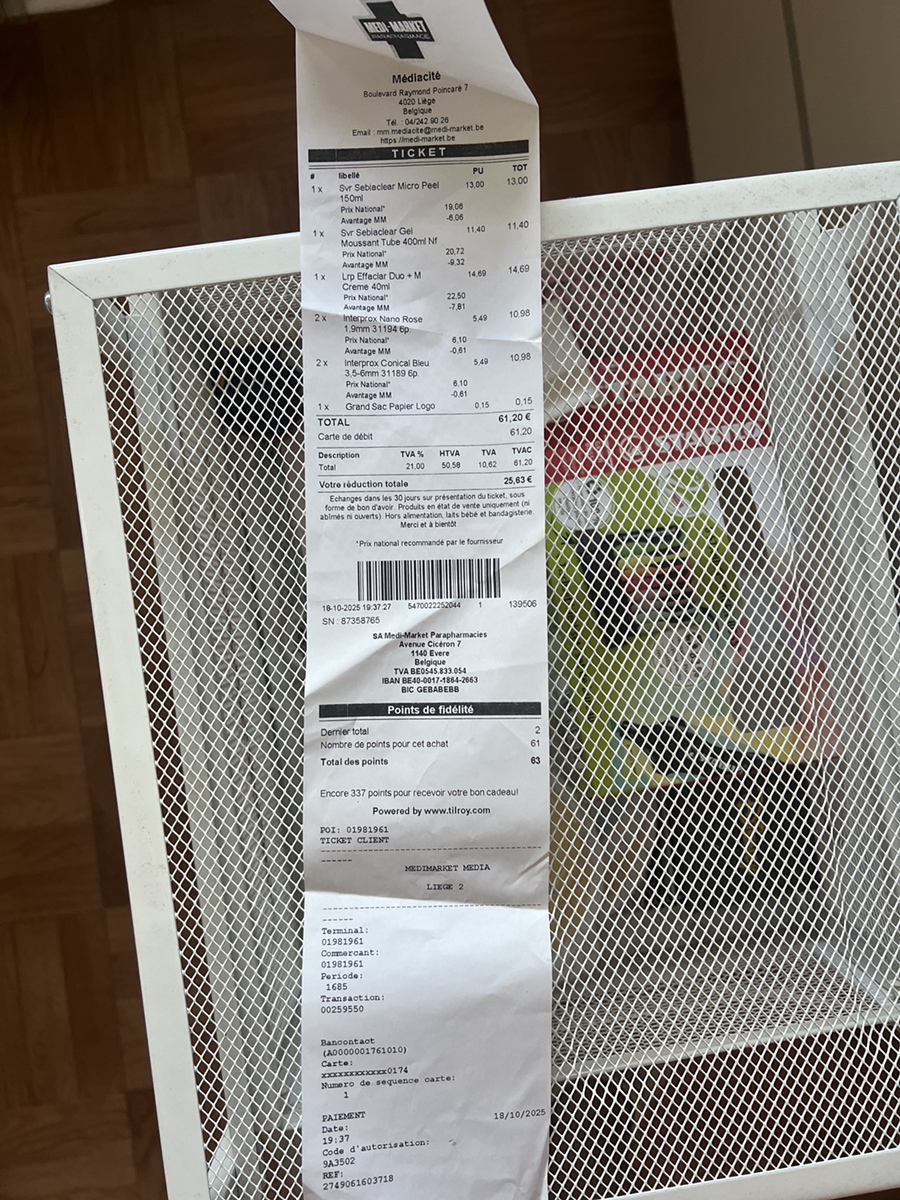 MEDI-MARKET
PARAPHARMACIE
Médiacité
Boulevard Raymond Poincaré 7
4020 Liège
Belgique
Tél. : 04/242.90.26
Email : mm.mediacite@medi-market.be
https://medi-market.be
TICKET
# libellé PU TOT
1 x Svr Sebiaclear Micro Peel 13,00 13,00
150ml
Prix National* 19,06
Avantage MM -6,06
1 x Svr Sebiaclear Gel 11,40 11,40
Moussant Tube 400ml Nf
Prix National* 20,72
Avantage MM -9,32
1 x Lrp Effaclar Duo + M 14,69 14,69
Creme 40ml
Prix National* 22,50
Avantage MM -7,81
2 x Interprox Nano Rose 5,49 10,98
1.9mm 31194 6p
Prix National* 6,10
Avantage MM -0,61
2 x Interprox Conical Bleu 5,49 10,98
3,5-6mm 31189 6p
Prix National* 6,10
Avantage MM -0,61
1 x Grand Sac Papier Logo 0,15 0,15
TOTAL 61,20 €
Carte de débit 61,20
Description TVA % HTVA TVA TVAC
Total 21,00 50,58 10,62 61,20
Votre réduction totale 25,63 €
Echanges dans les 30 jours sur présentation du ticket, sous
forme de bon d'avoir. Produits en état de vente uniquement (ni
abîmés ni ouverts). Hors alimentation, laits bébé et bandagisterie.
Merci et à bientôt
*Prix national recommandé par le fournisseur
18-10-2025 19:37:27 5470022252044 1 139506
SN : 87358765
SA Medi-Market Parapharmacies
Avenue Cicéron 7
1140 Evere
Belgique
TVA BE0545.833.054
IBAN BE40-0017-1864-2663
BIC GEBABEBB
Points de fidélité
Dernier total 2
Nombre de points pour cet achat 61
Total des points 63
Encore 337 points pour recevoir votre bon cadeau!
Powered by www.tilroy.com
POI: 01981961
TICKET CLIENT
MEDIMARKET MEDIA
LIEGE 2
Terminal:
01981961
Commercant:
01981961
Periode:
1685
Transaction:
00259550
Bancontact
(A0000001761010)
Carte:
xxxxxxxxxxxxx0174
Numero de sequence carte:
1
PAIEMENT 18/10/2025
Date:
19:37
Code d'autorisation:
9A3502
REF:
2749061603718